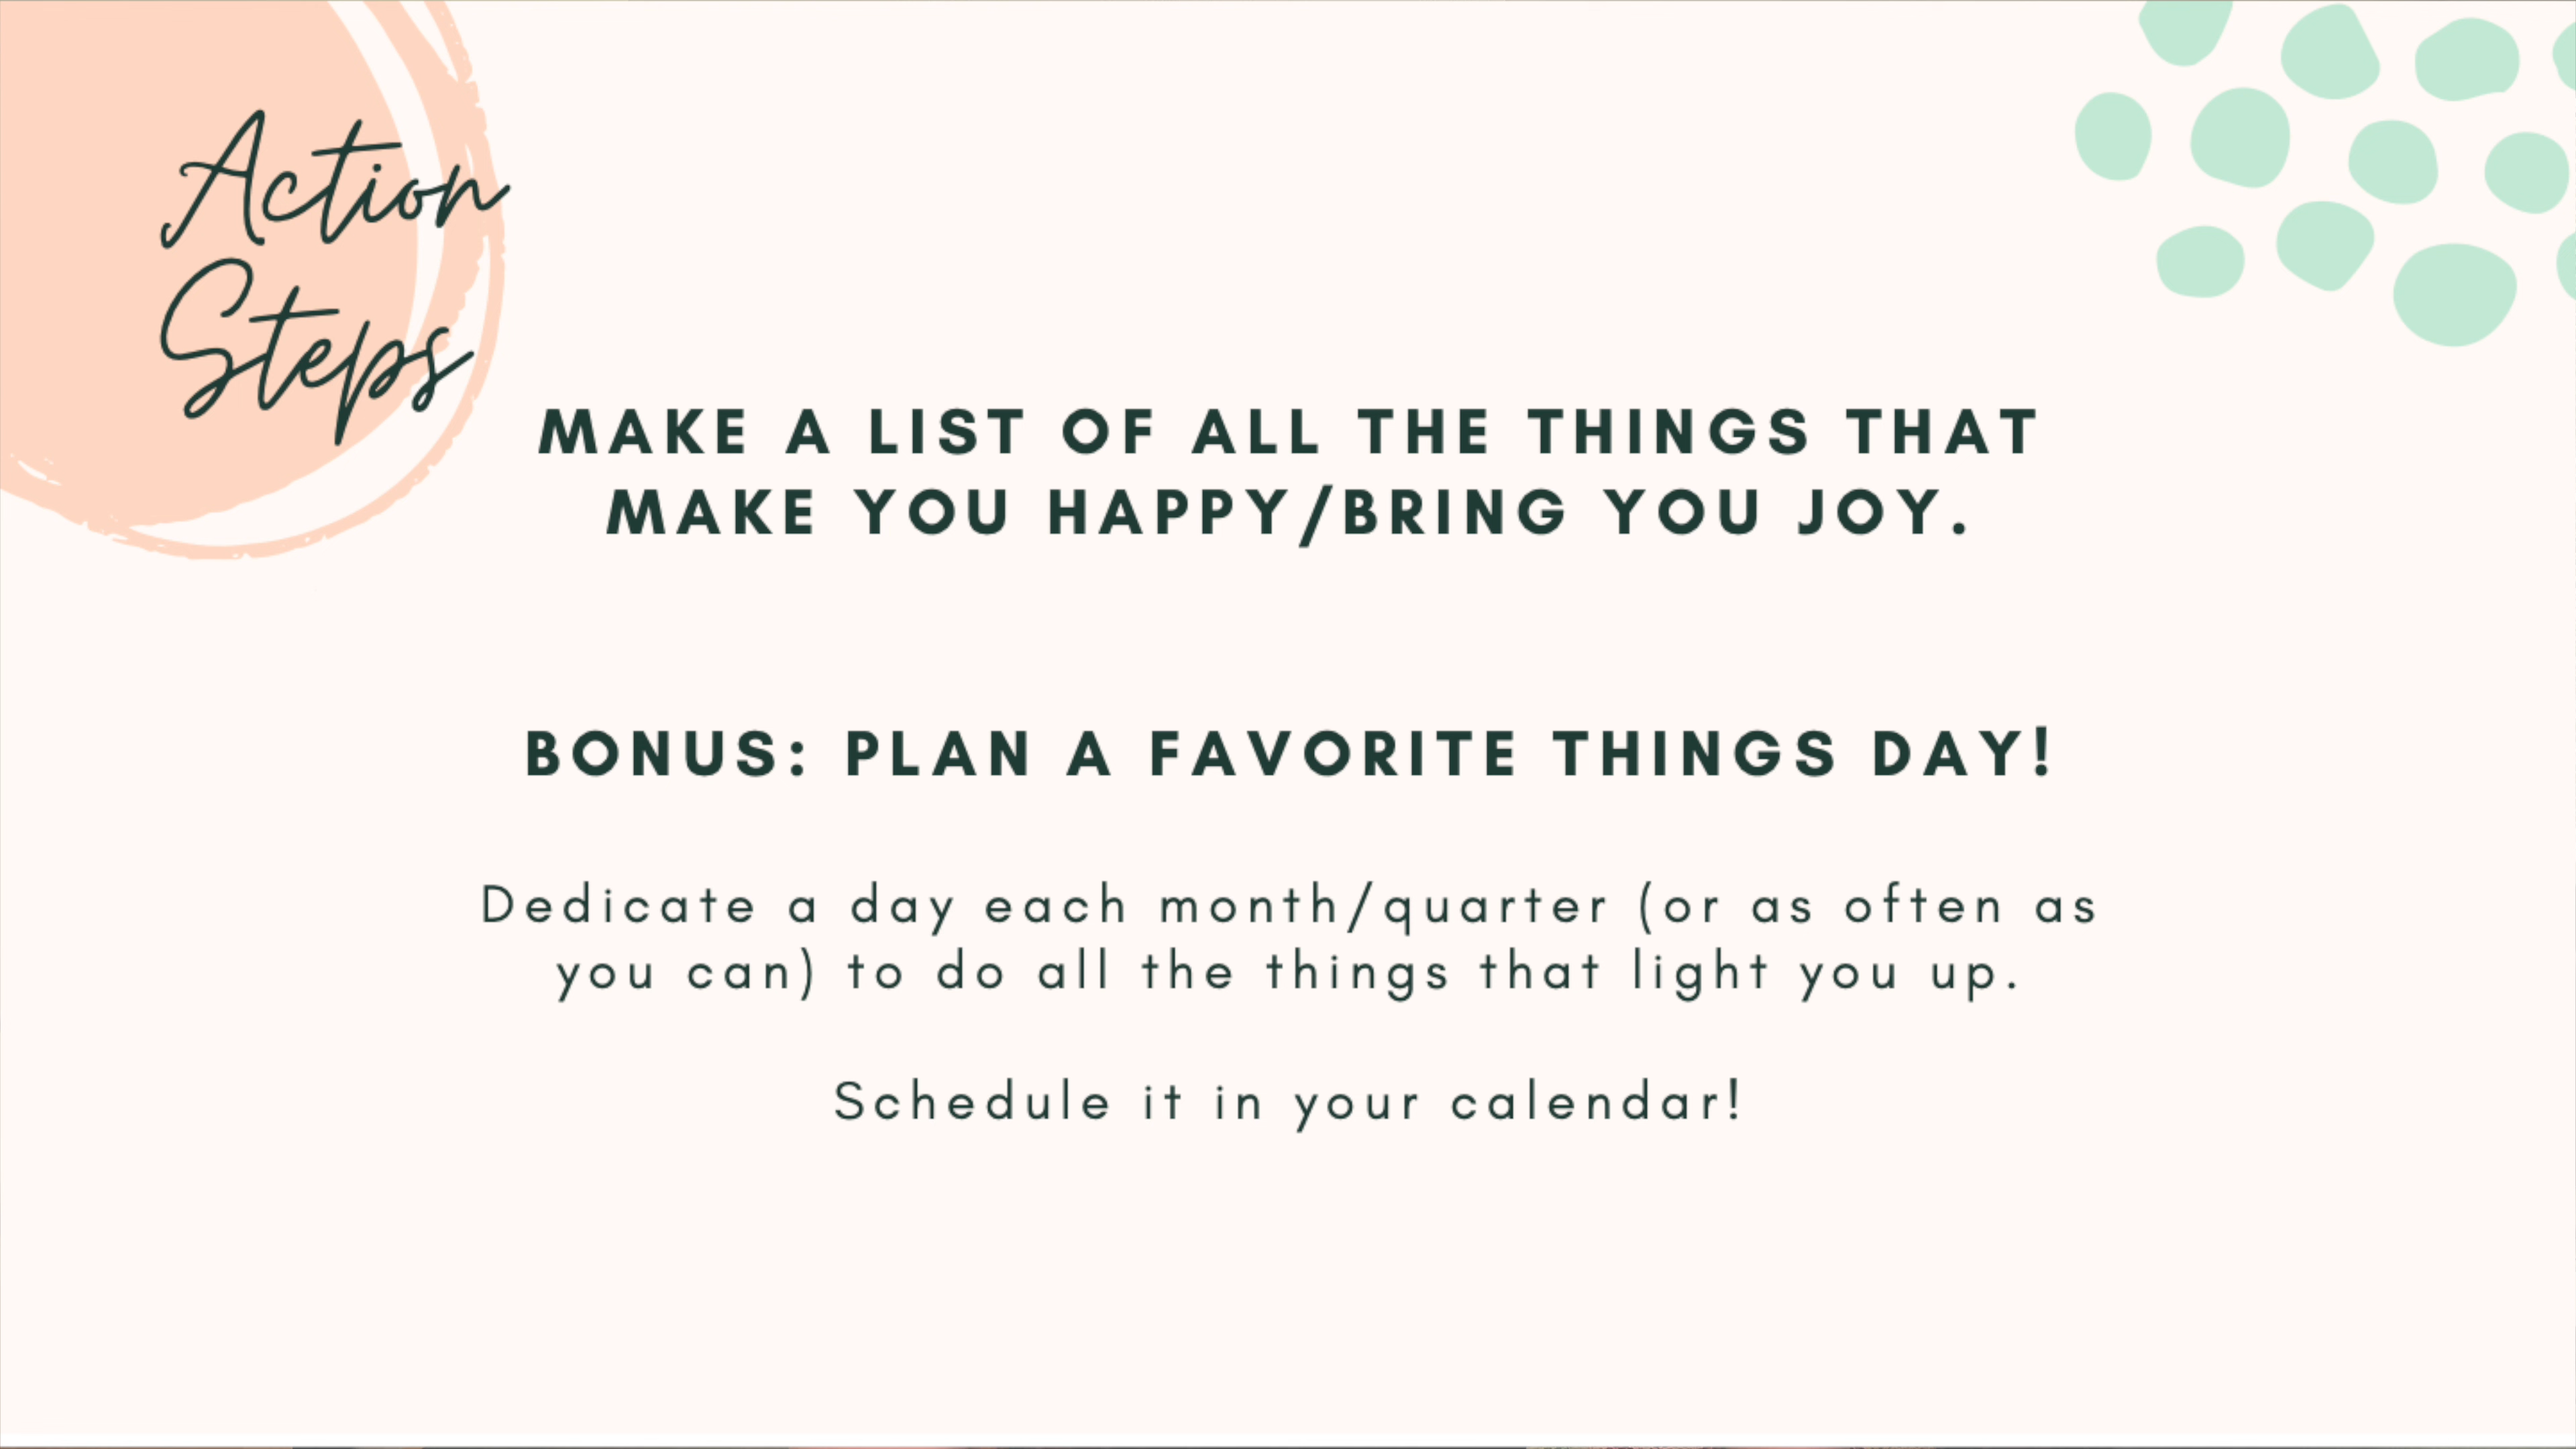 Action
Steps
MAKE A LIST OF ALL THE THINGS THAT
MAKE YOU HAPPY/BRING YOU JOY.
BONUS: PLAN A FAVORITE THINGS DAY!
Dedicate a day each month/quarter (or as often as
you can) to do all the things that light you up.
Schedule it in your calendar!